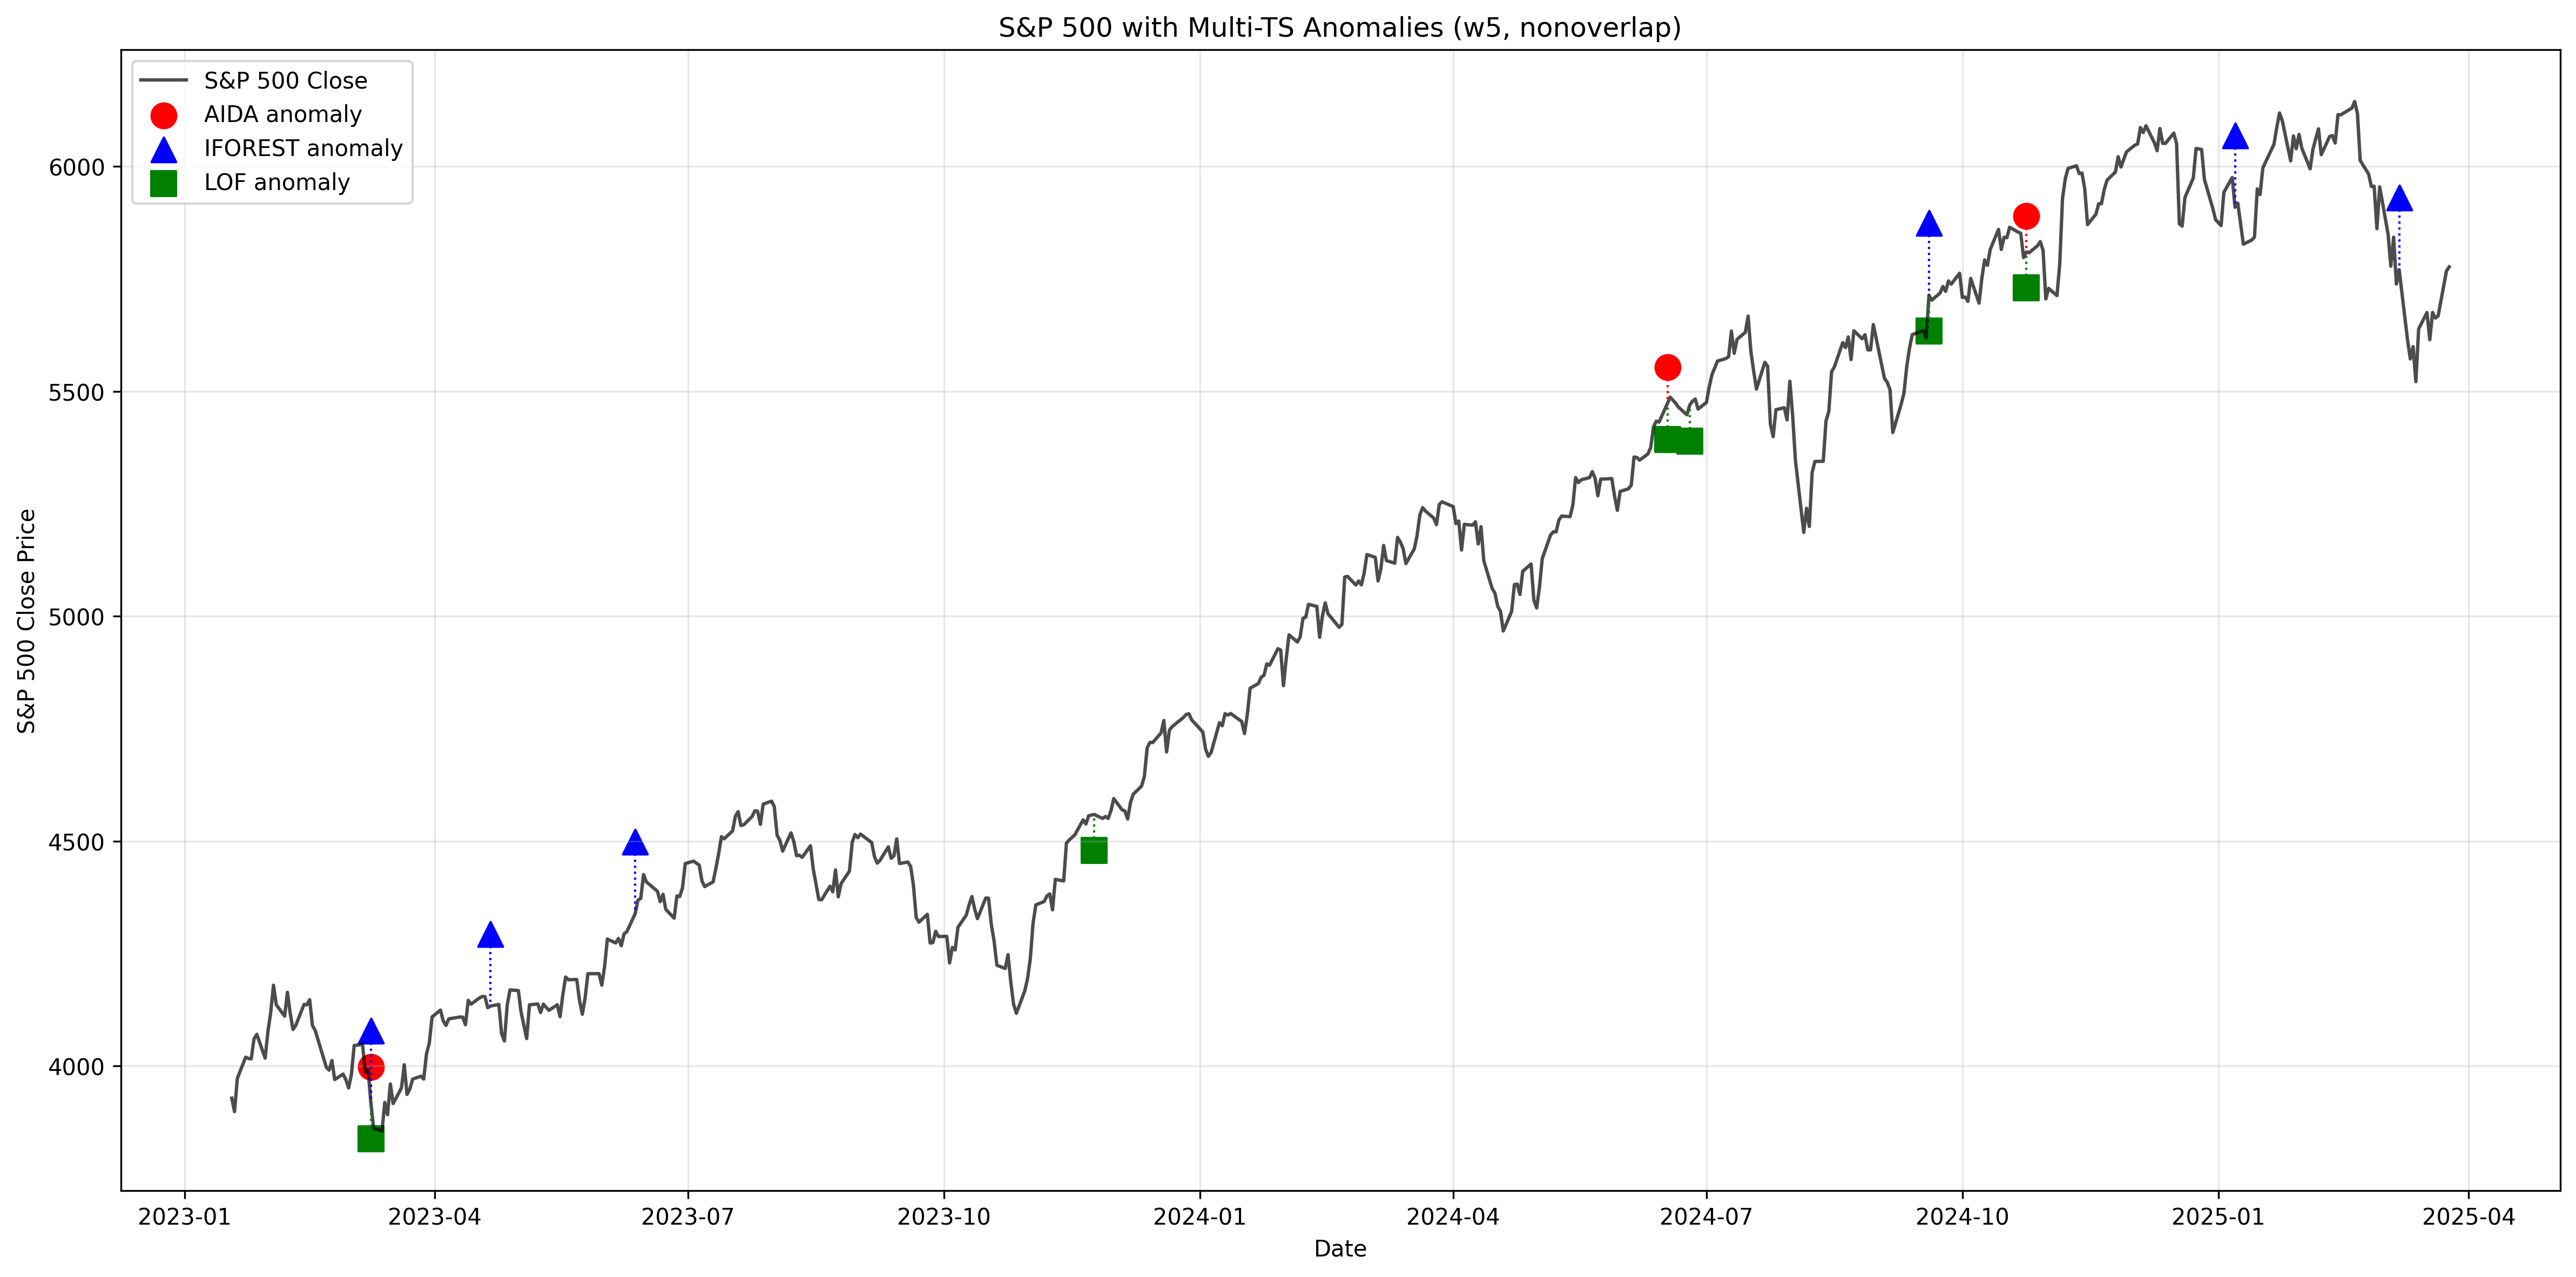 S&P 500 with Multi-TS Anomalies (w5, nonoverlap)
S&P 500 Close
AIDA anomaly
IFOREST anomaly
LOF anomaly
S&P 500 Close Price
6000
5500
5000
4500
4000
2023-01 2023-04 2023-07 2023-10 2024-01 2024-04 2024-07 2024-10 2025-01 2025-04
Date